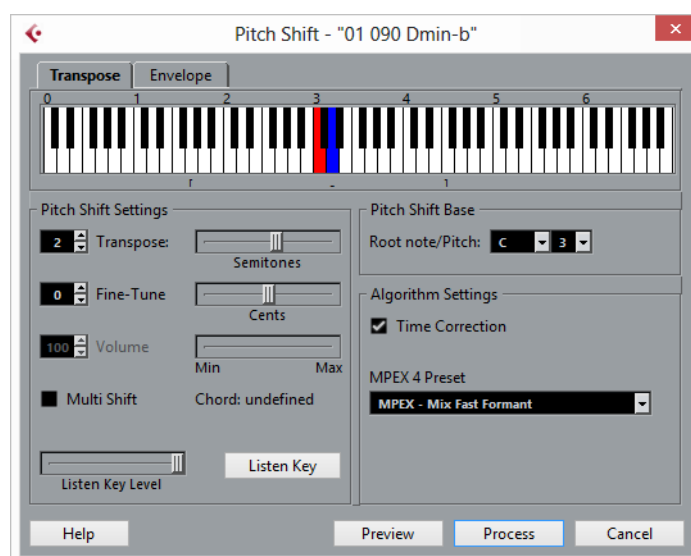 Pitch Shift - "01 090 Dmin-b"
Transpose Envelope
0 1 2 3 4 5 6
Pitch Shift Settings
2 Transpose:
Semitones
0 Fine-Tune
Cents
100 Volume
Min Max
Multi Shift Chord: undefined
Listen Key Level
Listen Key
Pitch Shift Base
Root note/Pitch: C 3
Algorithm Settings
Time Correction
MPEX 4 Preset
MPEX - Mix Fast Formant
Help Preview Process Cancel